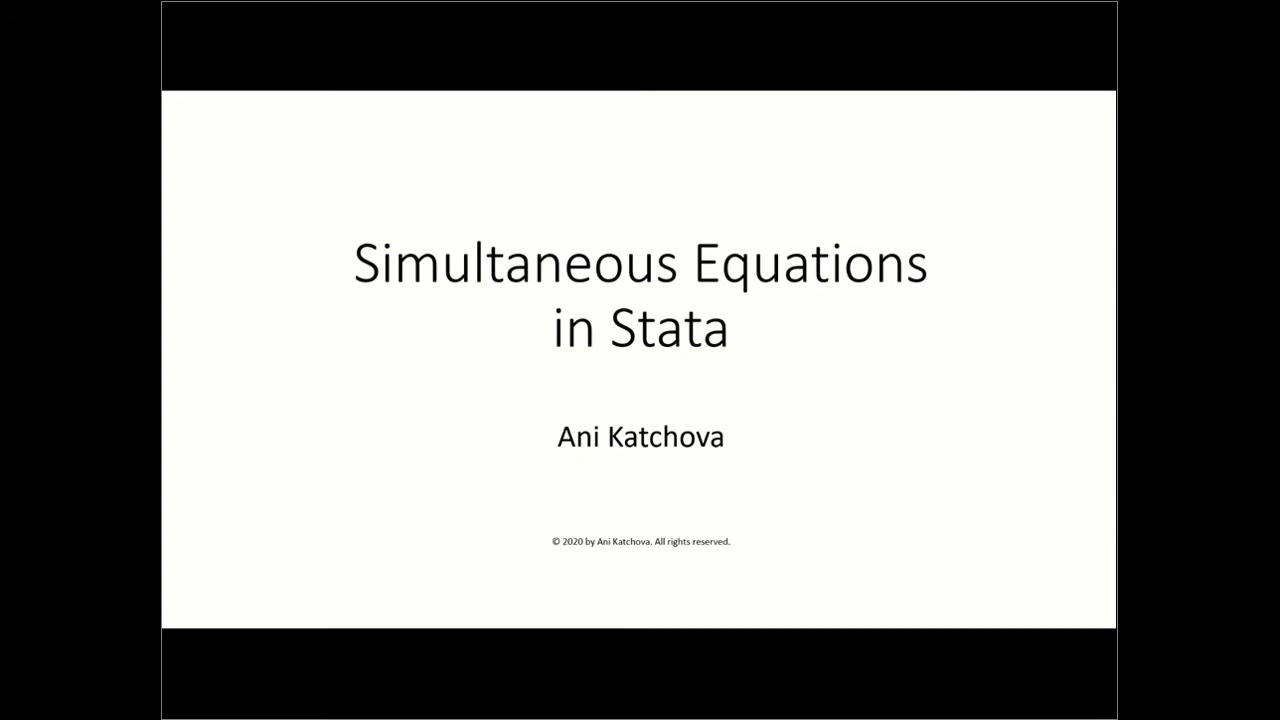 Simultaneous Equations
in Stata
Ani Katchova
© 2020 by Ani Katchova. All rights reserved.